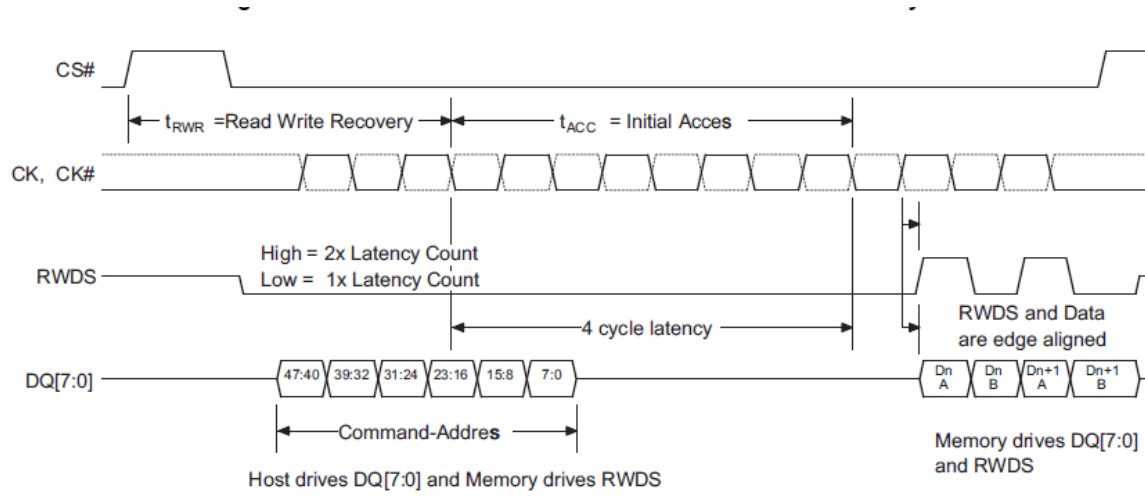 CS#
t_RWR =Read Write Recovery
t_ACC = Initial Acces
CK, CK#
High = 2x Latency Count
Low = 1x Latency Count
RWDS
4 cycle latency
RWDS and Data
are edge aligned
DQ[7:0]
47:40 39:32 31:24 23:16 15:8 7:0
Dn A
Dn B
Dn+1 A
Dn+1 B
Command-Addres
Memory drives DQ[7:0]
and RWDS
Host drives DQ[7:0] and Memory drives RWDS